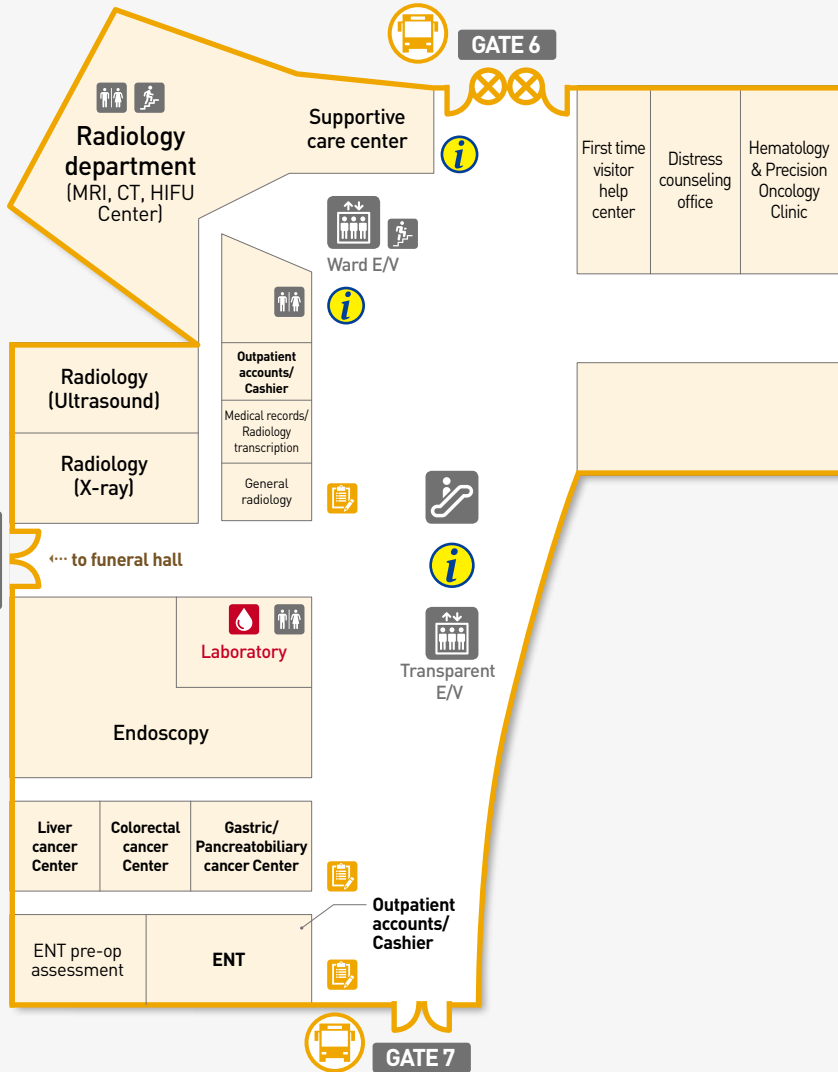 GATE 6
Radiology
department
(MRI, CT, HIFU
Center)
Supportive
care center
i
First time
visitor
help
center
Distress
counseling
office
Hematology
& Precision
Oncology
Clinic
Ward E/V
i
Outpatient
accounts/
Cashier
Medical records/
Radiology
transcription
General
radiology
Radiology
(Ultrasound)
Radiology
(X-ray)
to funeral hall
i
Laboratory
Transparent
E/V
Endoscopy
Liver
cancer
Center
Colorectal
cancer
Center
Gastric/
Pancreatobiliary
cancer Center
Outpatient
accounts/
Cashier
ENT pre-op
assessment
ENT
GATE 7